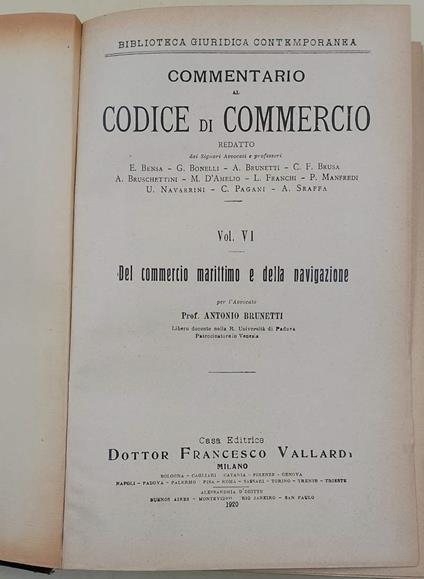 BIBLIOTECA GIURIDICA CONTEMPORANEA
COMMENTARIO
AL
CODICE DI COMMERCIO
REDATTO
dai Signori Avvocati e professori
E. BENSA - G. BONELLI - A. BRUNETTI - C. F. BRUSA
A. BRUSCHETTINI - M. D'AMELIO - L. FRANCHI - P. MANFREDI
U. NAVARRINI - C. PAGANI - A. SRAFFA
Vol. VI
Del commercio marittimo e della navigazione
per l'Avvocato
Prof. ANTONIO BRUNETTI
Libero docente nella R. Università di Padova
Patrocinatore in Venezia
Casa Editrice
DOTTOR FRANCESCO VALLARDI
MILANO
BOLOGNA - CAGLIARI - CATANIA - FIRENZE - GENOVA
NAPOLI - PADOVA - PALERMO - PISA - ROMA - SASSARI - TORINO - TRENTO - TRIESTE
ALESSANDRIA D'EGITTO
BUENOS AIRES - MONTEVIDEO - RIO JANEIRO - SAN PAULO
1920